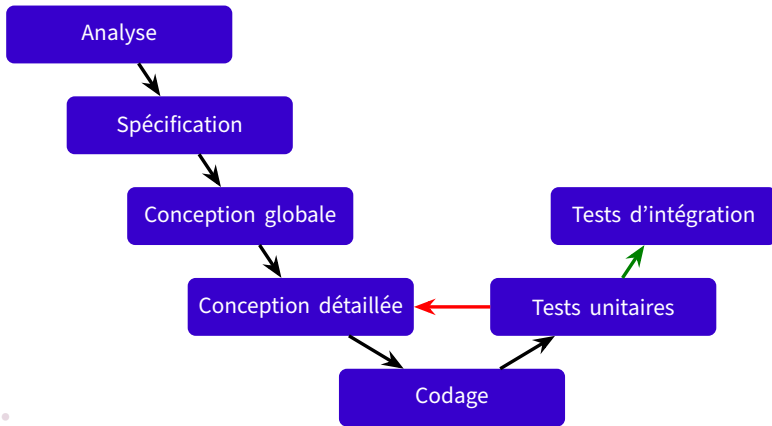 Analyse
Spécification
Conception globale
Tests d'intégration
Conception détaillée
Tests unitaires
Codage